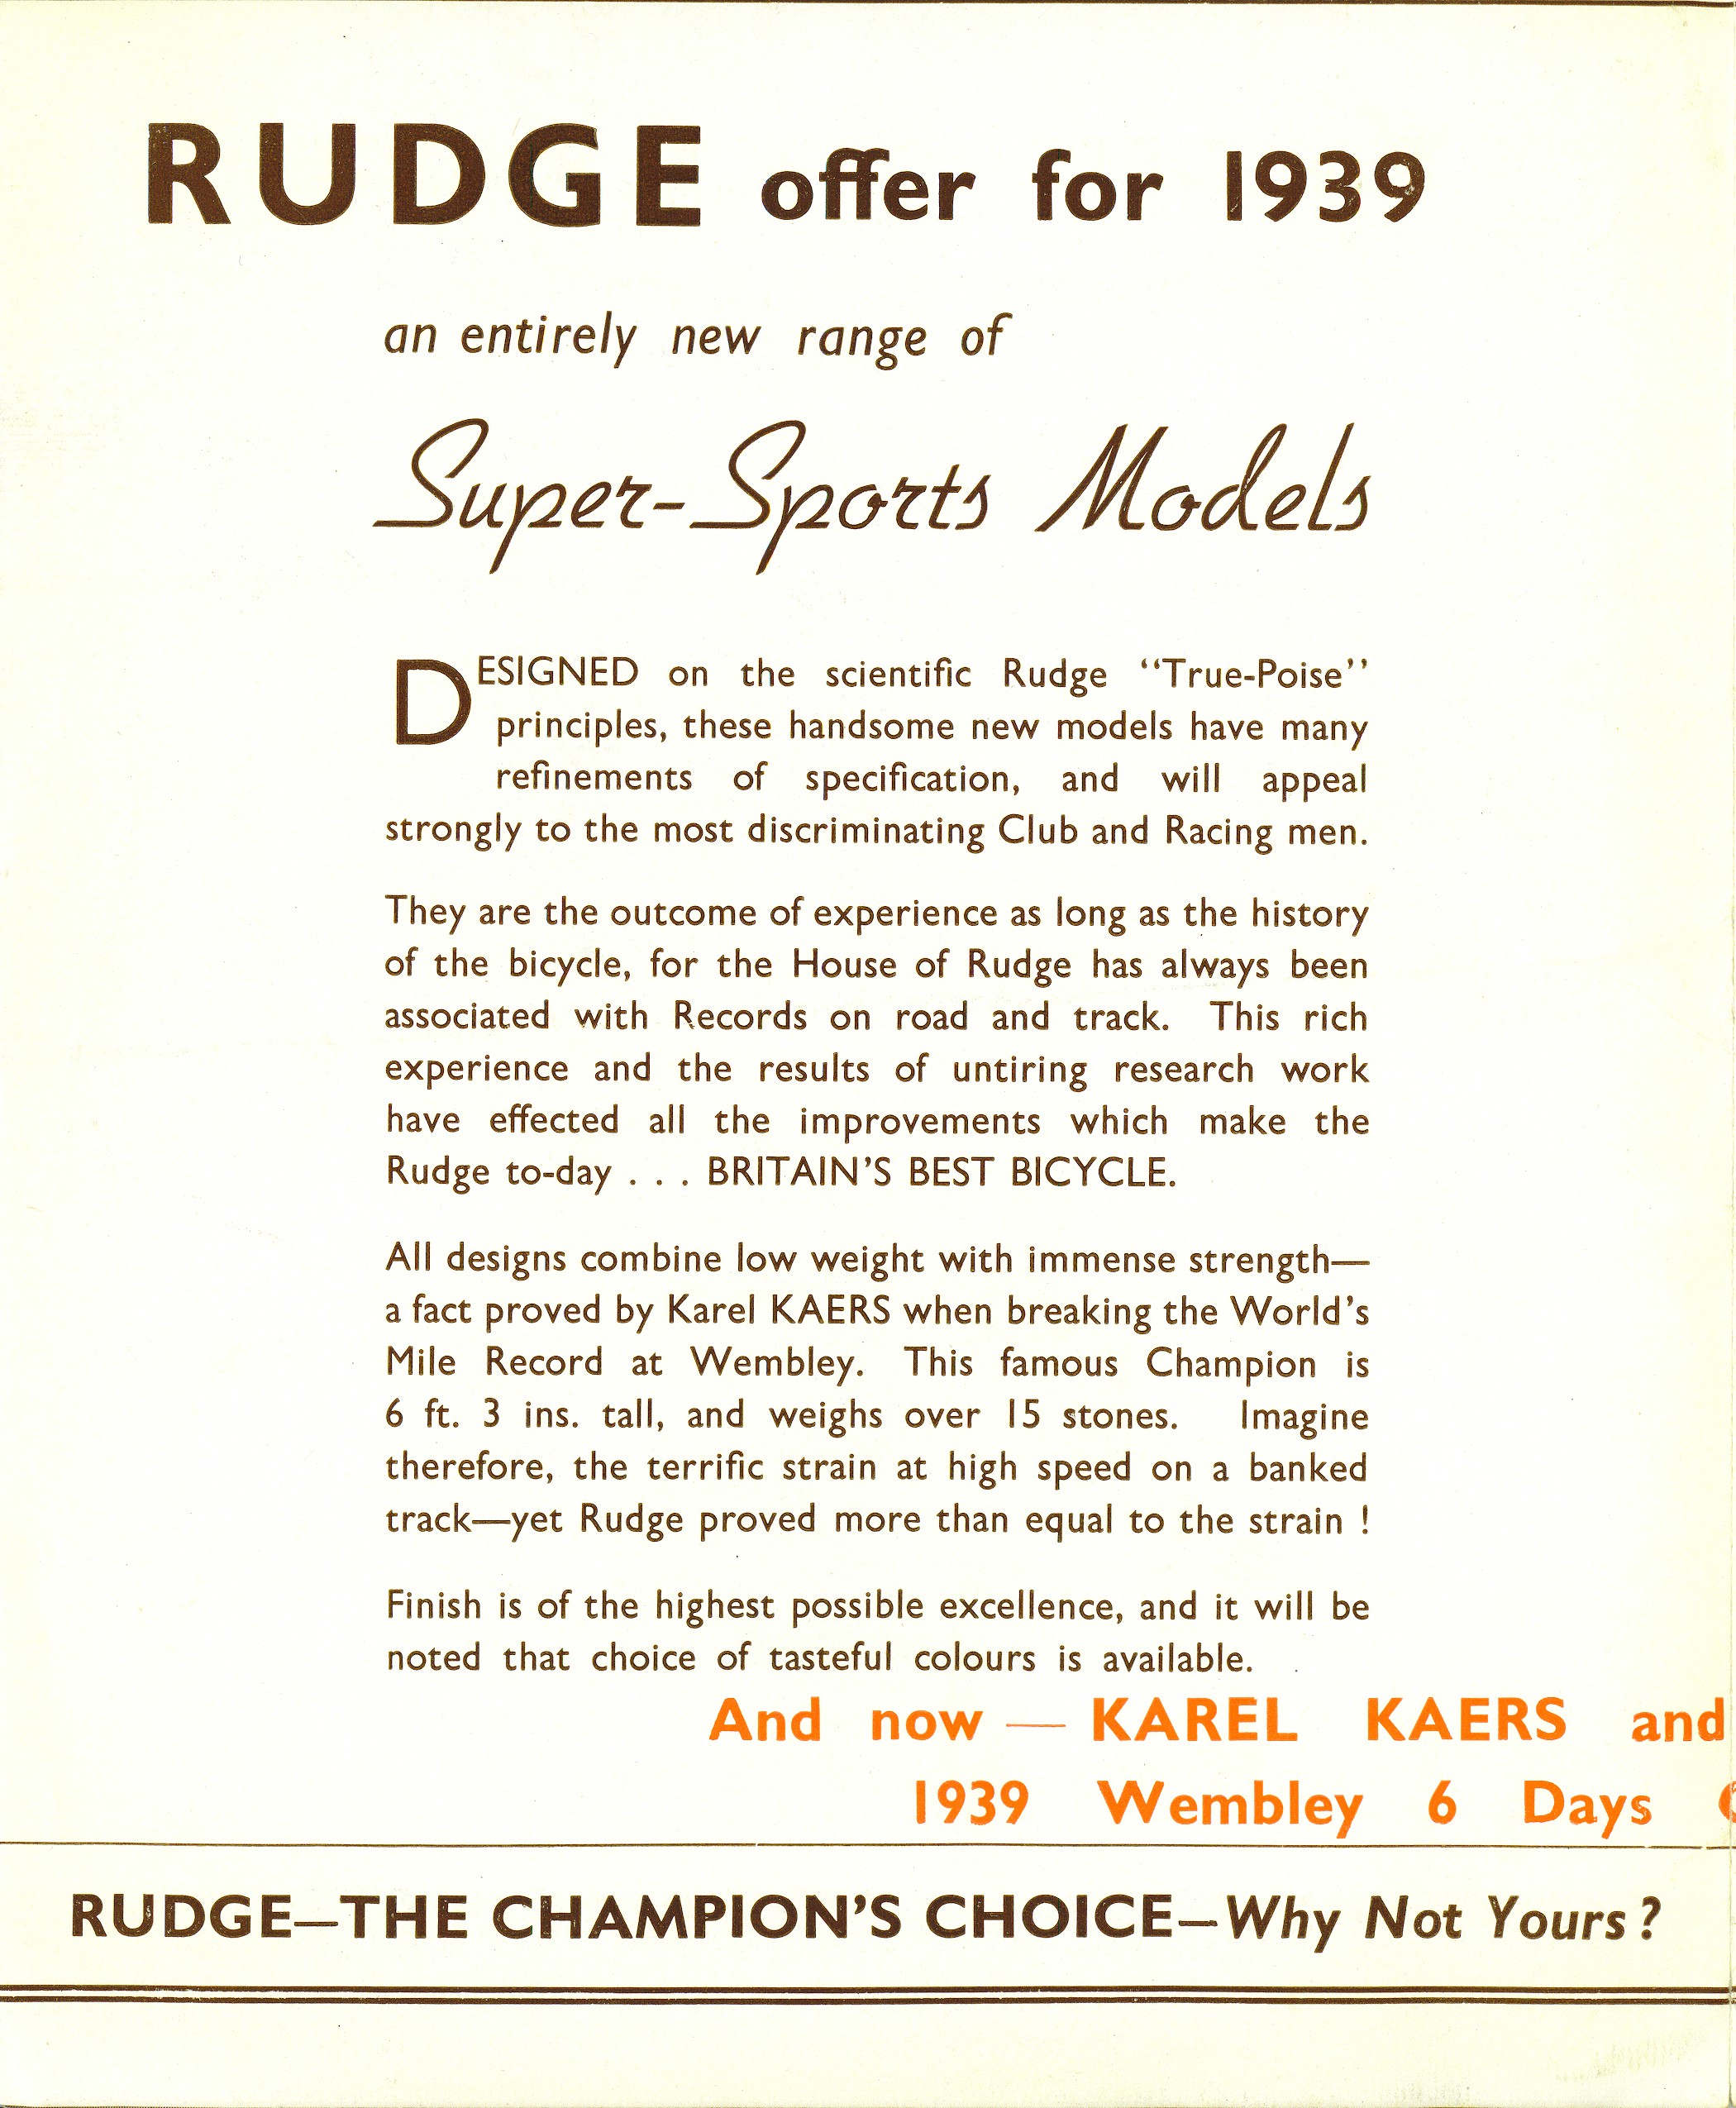 RUDGE offer for 1939
an entirely new range of
Super-Sports Models
DESIGNED on the scientific Rudge “True-Poise”
principles, these handsome new models have many
refinements of specification, and will appeal
strongly to the most discriminating Club and Racing men.
They are the outcome of experience as long as the history
of the bicycle, for the House of Rudge has always been
associated with Records on road and track. This rich
experience and the results of untiring research work
have effected all the improvements which make the
Rudge to-day . . . BRITAIN’S BEST BICYCLE.
All designs combine low weight with immense strength—
a fact proved by Karel KAERS when breaking the World’s
Mile Record at Wembley. This famous Champion is
6 ft. 3 ins. tall, and weighs over 15 stones. Imagine
therefore, the terrific strain at high speed on a banked
track—yet Rudge proved more than equal to the strain !
Finish is of the highest possible excellence, and it will be
noted that choice of tasteful colours is available.
And now — KAREL KAERS and
1939 Wembley 6 Days
RUDGE—THE CHAMPION’S CHOICE—Why Not Yours ?